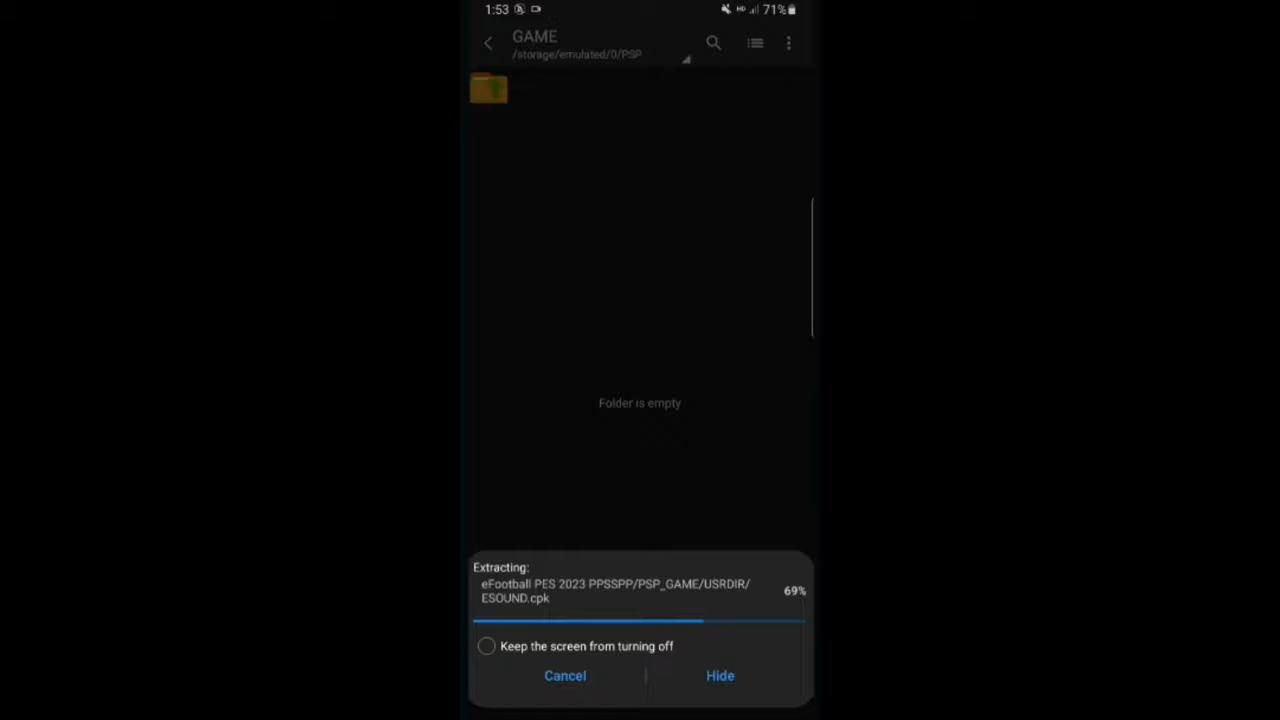 1:53 HD 71%
GAME
/storage/emulated/0/PSP
Folder is empty
Extracting:
eFootball PES 2023 PPSSPP/PSP_GAME/USRDIR/
ESOUND.cpk
69%
Keep the screen from turning off
Cancel Hide